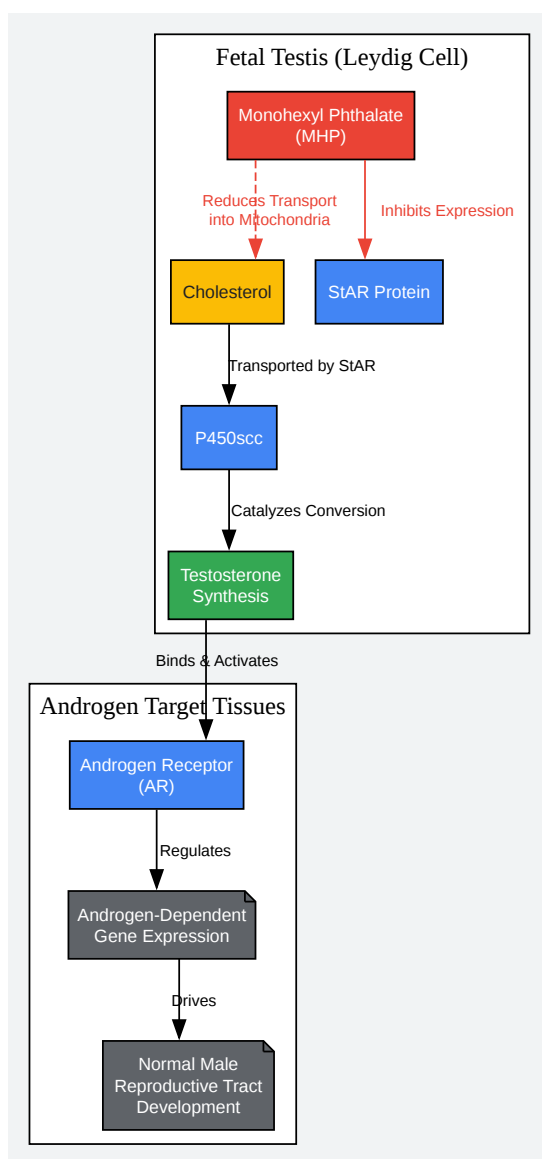 Fetal Testis (Leydig Cell)
Monohexyl Phthalate
(MHP)
Reduces Transport
into Mitochondria
Inhibits Expression
Cholesterol
StAR Protein
Transported by StAR
P450scc
Catalyzes Conversion
Testosterone
Synthesis
Binds & Activates
Androgen Target Tissues
Androgen Receptor
(AR)
Regulates
Androgen-Dependent
Gene Expression
Drives
Normal Male
Reproductive Tract
Development